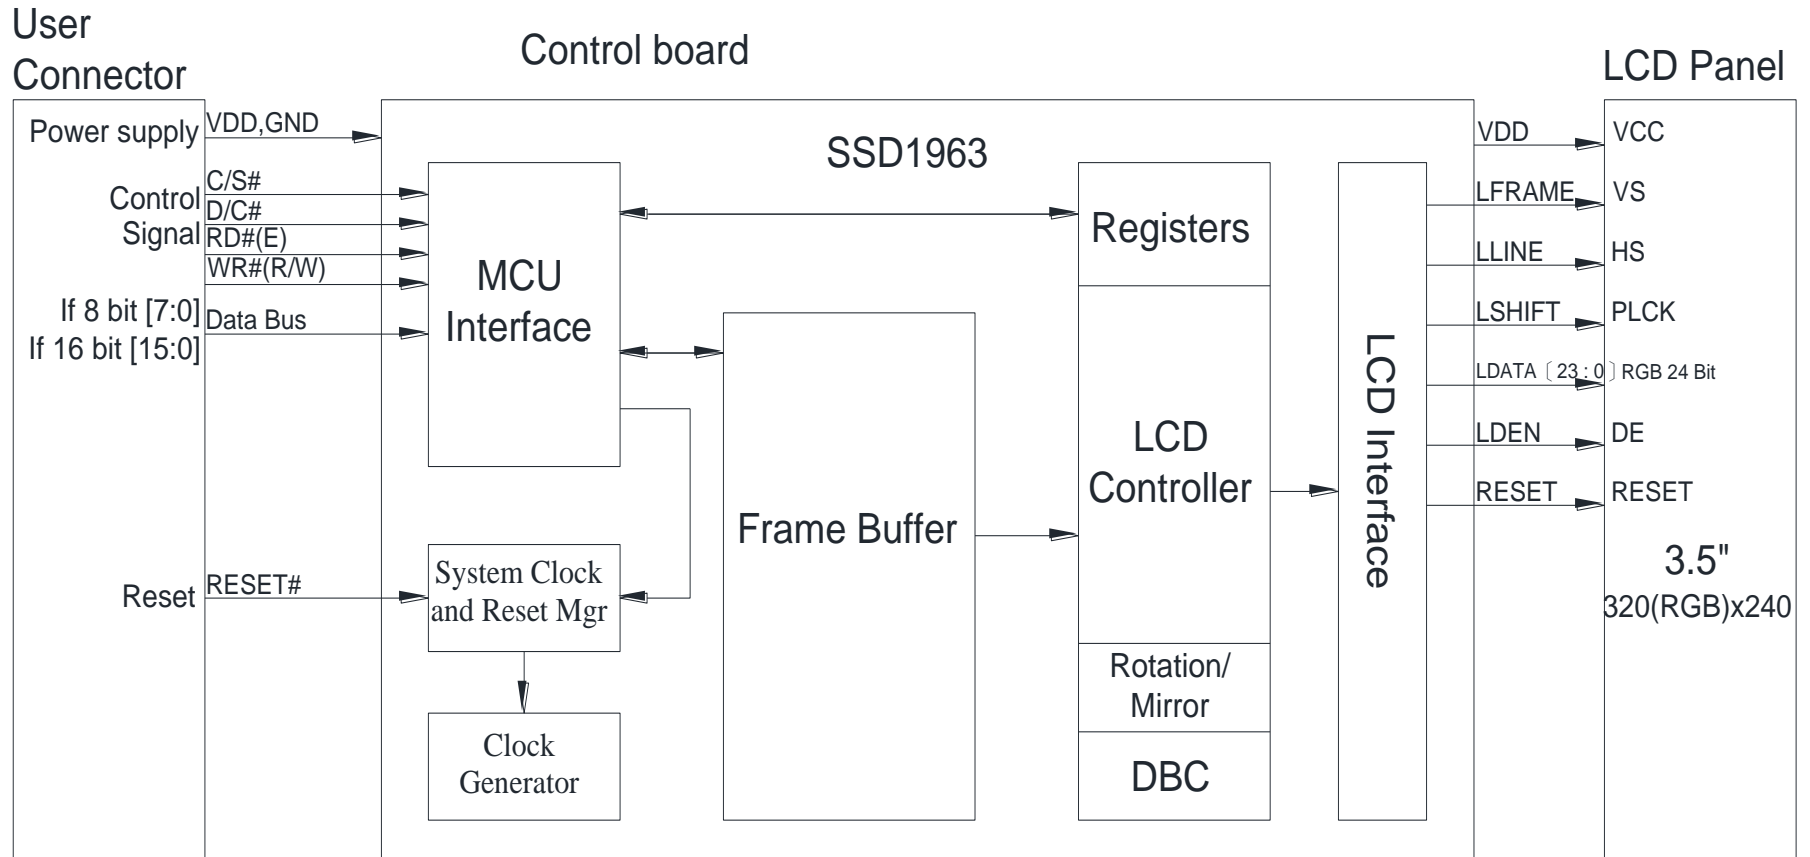 User
Connector
Control board
LCD Panel
Power supply
VDD,GND
Control
Signal
C/S#
D/C#
RD#(E)
WR#(R/W)
If 8 bit [7:0]
If 16 bit [15:0]
Data Bus
Reset
RESET#
SSD1963
MCU
Interface
System Clock
and Reset Mgr
Clock
Generator
Frame Buffer
Registers
LCD
Controller
Rotation/
Mirror
DBC
LCD Interface
VDD
VCC
LFRAME
VS
LLINE
HS
LSHIFT
PLCK
LDATA〔23 : 0〕RGB 24 Bit
LDEN
DE
RESET
RESET
3.5"
320(RGB)x240